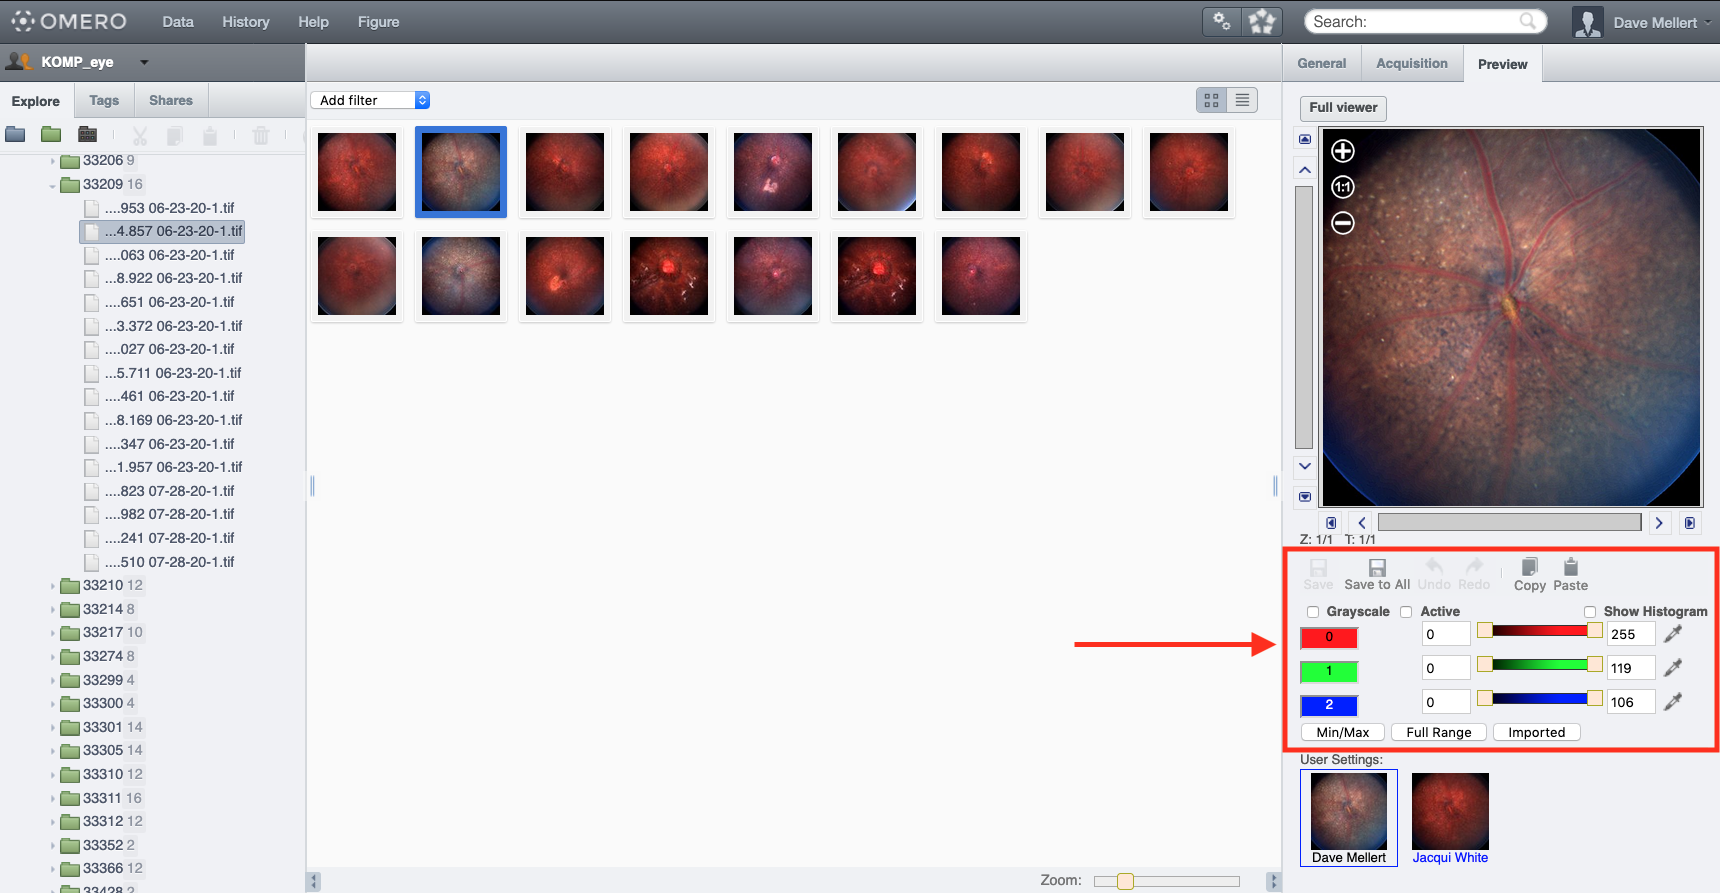 OMERO Data History Help Figure Search: Dave Mellert
KOMP_eye
General Acquisition Preview
Explore Tags Shares
Add filter
Full viewer
33206 9
33209 16
....953 06-23-20-1.tif
...4.857 06-23-20-1.tif
....063 06-23-20-1.tif
...8.922 06-23-20-1.tif
....651 06-23-20-1.tif
...3.372 06-23-20-1.tif
....027 06-23-20-1.tif
...5.711 06-23-20-1.tif
....461 06-23-20-1.tif
...8.169 06-23-20-1.tif
....347 06-23-20-1.tif
...1.957 06-23-20-1.tif
....823 07-28-20-1.tif
....982 07-28-20-1.tif
....241 07-28-20-1.tif
....510 07-28-20-1.tif
33210 12
33214 8
33217 10
33274 8
33299 4
33300 4
33301 14
33305 14
33310 12
33311 16
33312 12
33352 2
33366 12
33428 2
Zoom:
1:1
Z: 1/1 T: 1/1
Save Save to All Undo Redo Copy Paste
Grayscale Active Show Histogram
0 0 255
1 0 119
2 0 106
Min/Max Full Range Imported
User Settings:
Dave Mellert Jacqui White